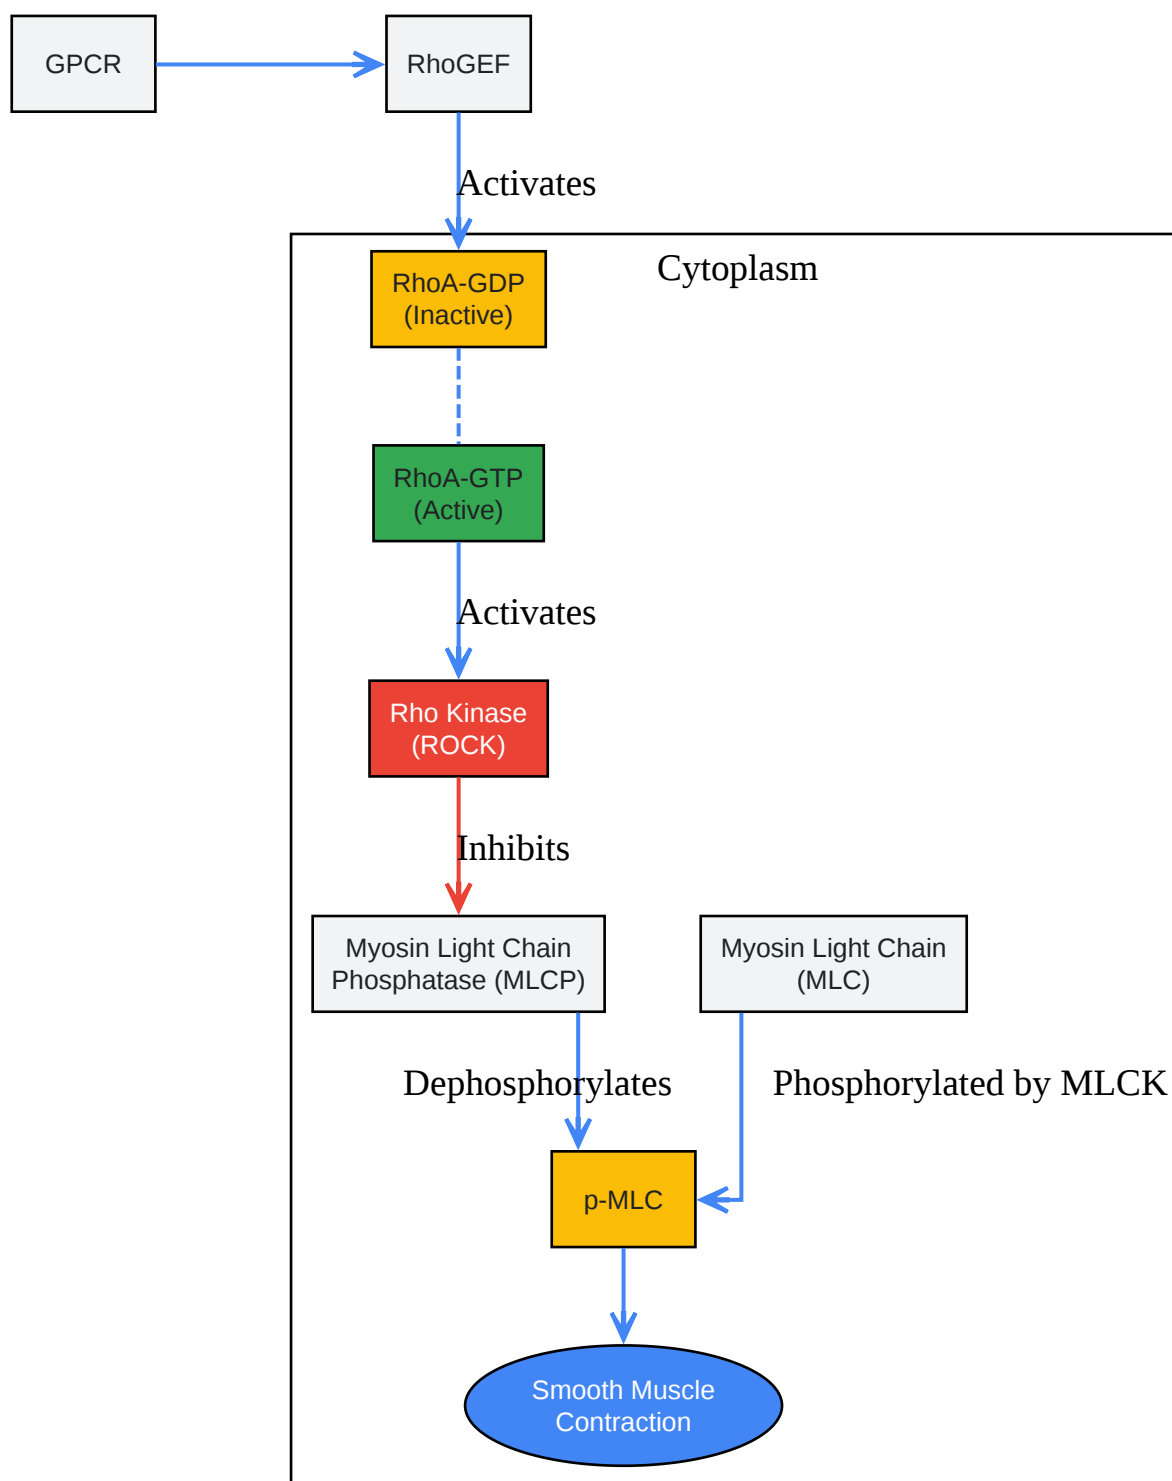 GPCR
RhoGEF
Activates
Cytoplasm
RhoA-GDP
(Inactive)
RhoA-GTP
(Active)
Activates
Rho Kinase
(ROCK)
Inhibits
Myosin Light Chain
Phosphatase (MLCP)
Myosin Light Chain
(MLC)
Dephosphorylates
Phosphorylated by MLCK
p-MLC
Smooth Muscle
Contraction